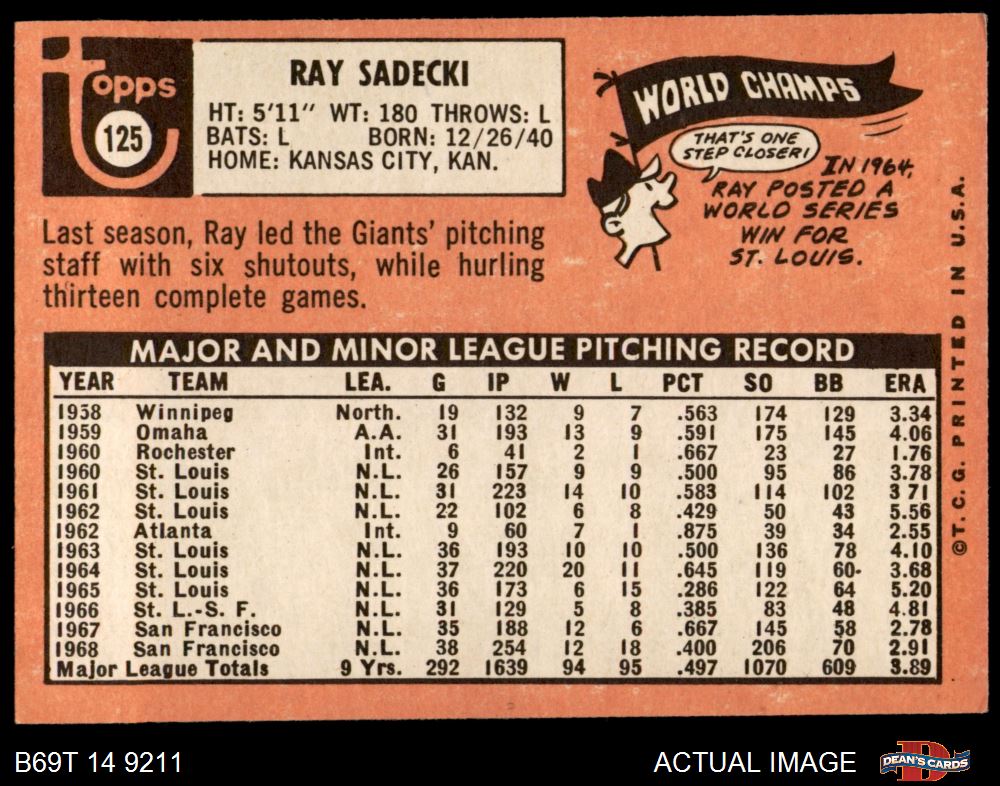 Topps
125
RAY SADECKI
HT: 5'11" WT: 180 THROWS: L
BATS: L BORN: 12/26/40
HOME: KANSAS CITY, KAN.
WORLD CHAMPS
THAT'S ONE
STEP CLOSER!
IN 1964,
RAY POSTED A
WORLD SERIES
WIN FOR
ST. LOUIS.
Last season, Ray led the Giants' pitching
staff with six shutouts, while hurling
thirteen complete games.
MAJOR AND MINOR LEAGUE PITCHING RECORD
YEAR TEAM LEA. G IP W L PCT SO BB ERA
1958 Winnipeg North. 19 132 9 7 .563 174 129 3.34
1959 Omaha A.A. 31 193 13 9 .591 175 145 4.06
1960 Rochester Int. 6 41 2 1 .667 23 27 1.76
1960 St. Louis N.L. 26 157 9 9 .500 95 86 3.78
1961 St. Louis N.L. 31 223 14 10 .583 114 102 3 71
1962 St. Louis N.L. 22 102 6 8 .429 50 43 5.56
1962 Atlanta Int. 9 60 7 1 .875 39 34 2.55
1963 St. Louis N.L. 36 193 10 10 .500 136 78 4.10
1964 St. Louis N.L. 37 220 20 11 .645 119 60 3.68
1965 St. Louis N.L. 36 173 6 15 .286 122 64 5.20
1966 St. L.-S. F. N.L. 31 129 5 8 .385 83 48 4.81
1967 San Francisco N.L. 35 188 12 6 .667 145 58 2.78
1968 San Francisco N.L. 38 254 12 18 .400 206 70 2.91
Major League Totals 9 Yrs. 292 1639 94 95 .497 1070 609 3.89
©T.C.G. PRINTED IN U.S.A.
B69T 14 9211
ACTUAL IMAGE
DEAN'S CARDS